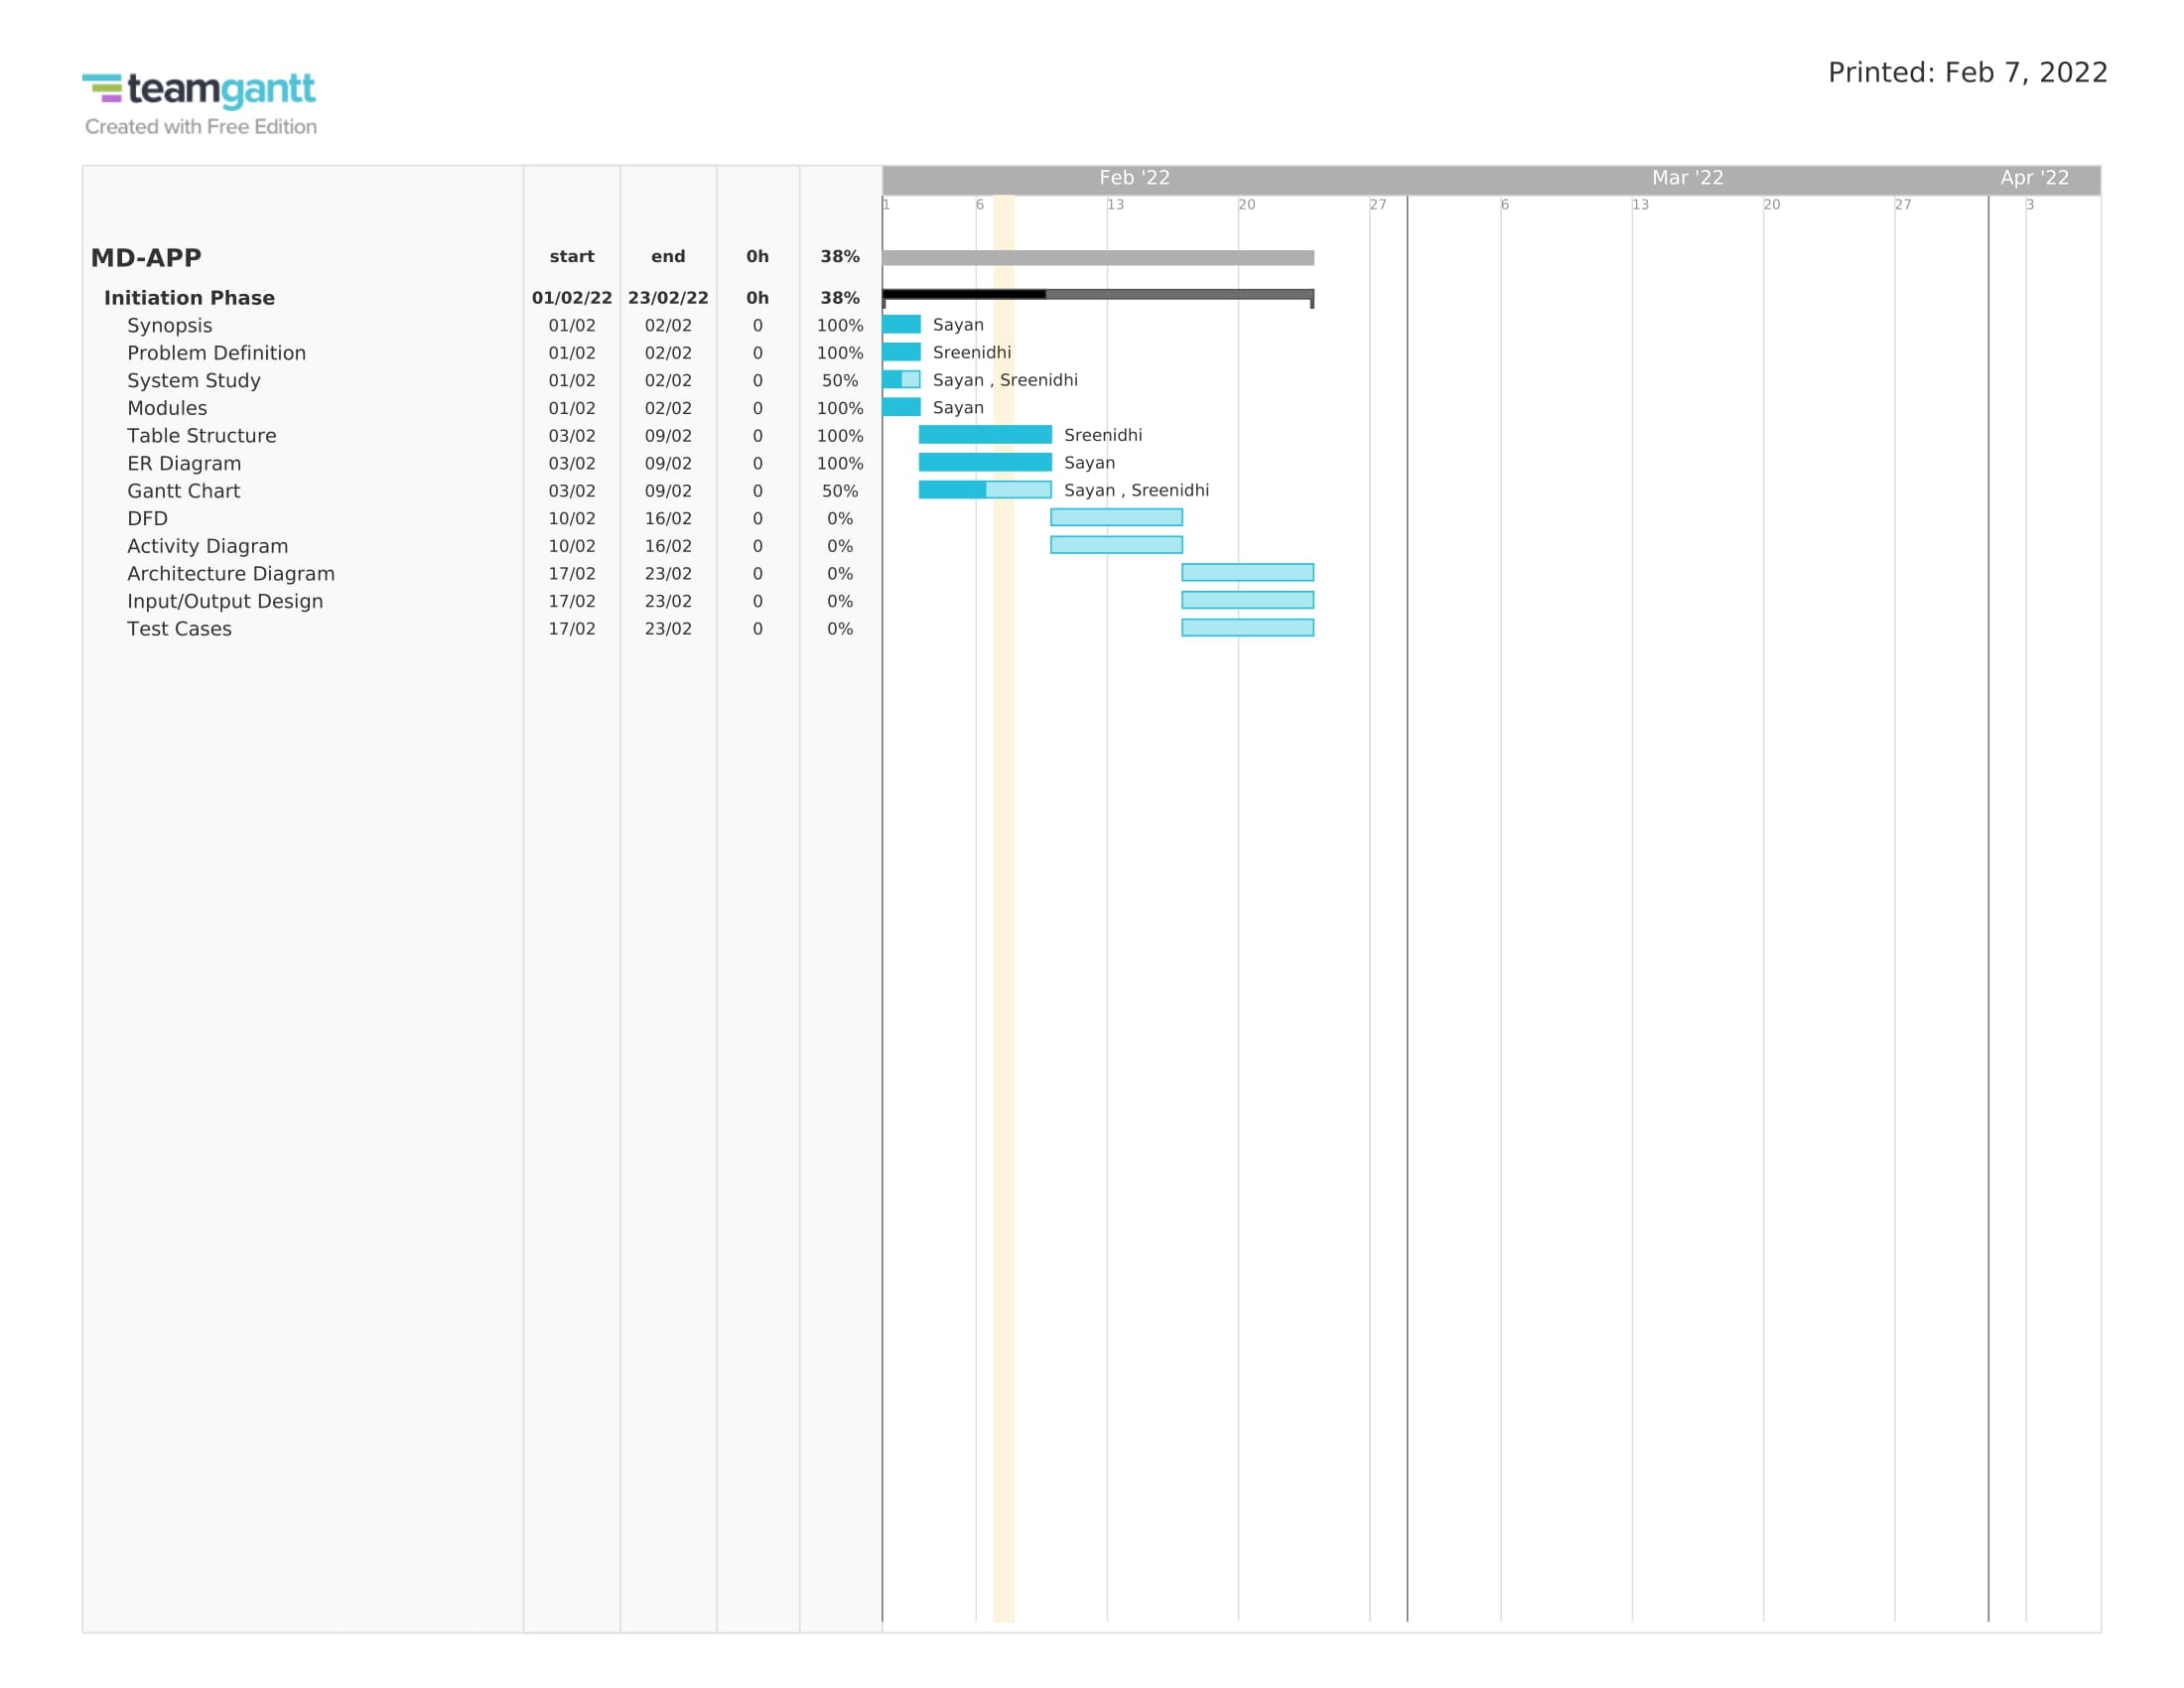 teamgantt
Created with Free Edition
Printed: Feb 7, 2022
Feb '22 Mar '22 Apr '22
1 6 13 20 27 6 13 20 27 3
MD-APP start end 0h 38%
Initiation Phase 01/02/22 23/02/22 0h 38%
Synopsis 01/02 02/02 0 100% Sayan
Problem Definition 01/02 02/02 0 100% Sreenidhi
System Study 01/02 02/02 0 50% Sayan , Sreenidhi
Modules 01/02 02/02 0 100% Sayan
Table Structure 03/02 09/02 0 100% Sreenidhi
ER Diagram 03/02 09/02 0 100% Sayan
Gantt Chart 03/02 09/02 0 50% Sayan , Sreenidhi
DFD 10/02 16/02 0 0%
Activity Diagram 10/02 16/02 0 0%
Architecture Diagram 17/02 23/02 0 0%
Input/Output Design 17/02 23/02 0 0%
Test Cases 17/02 23/02 0 0%